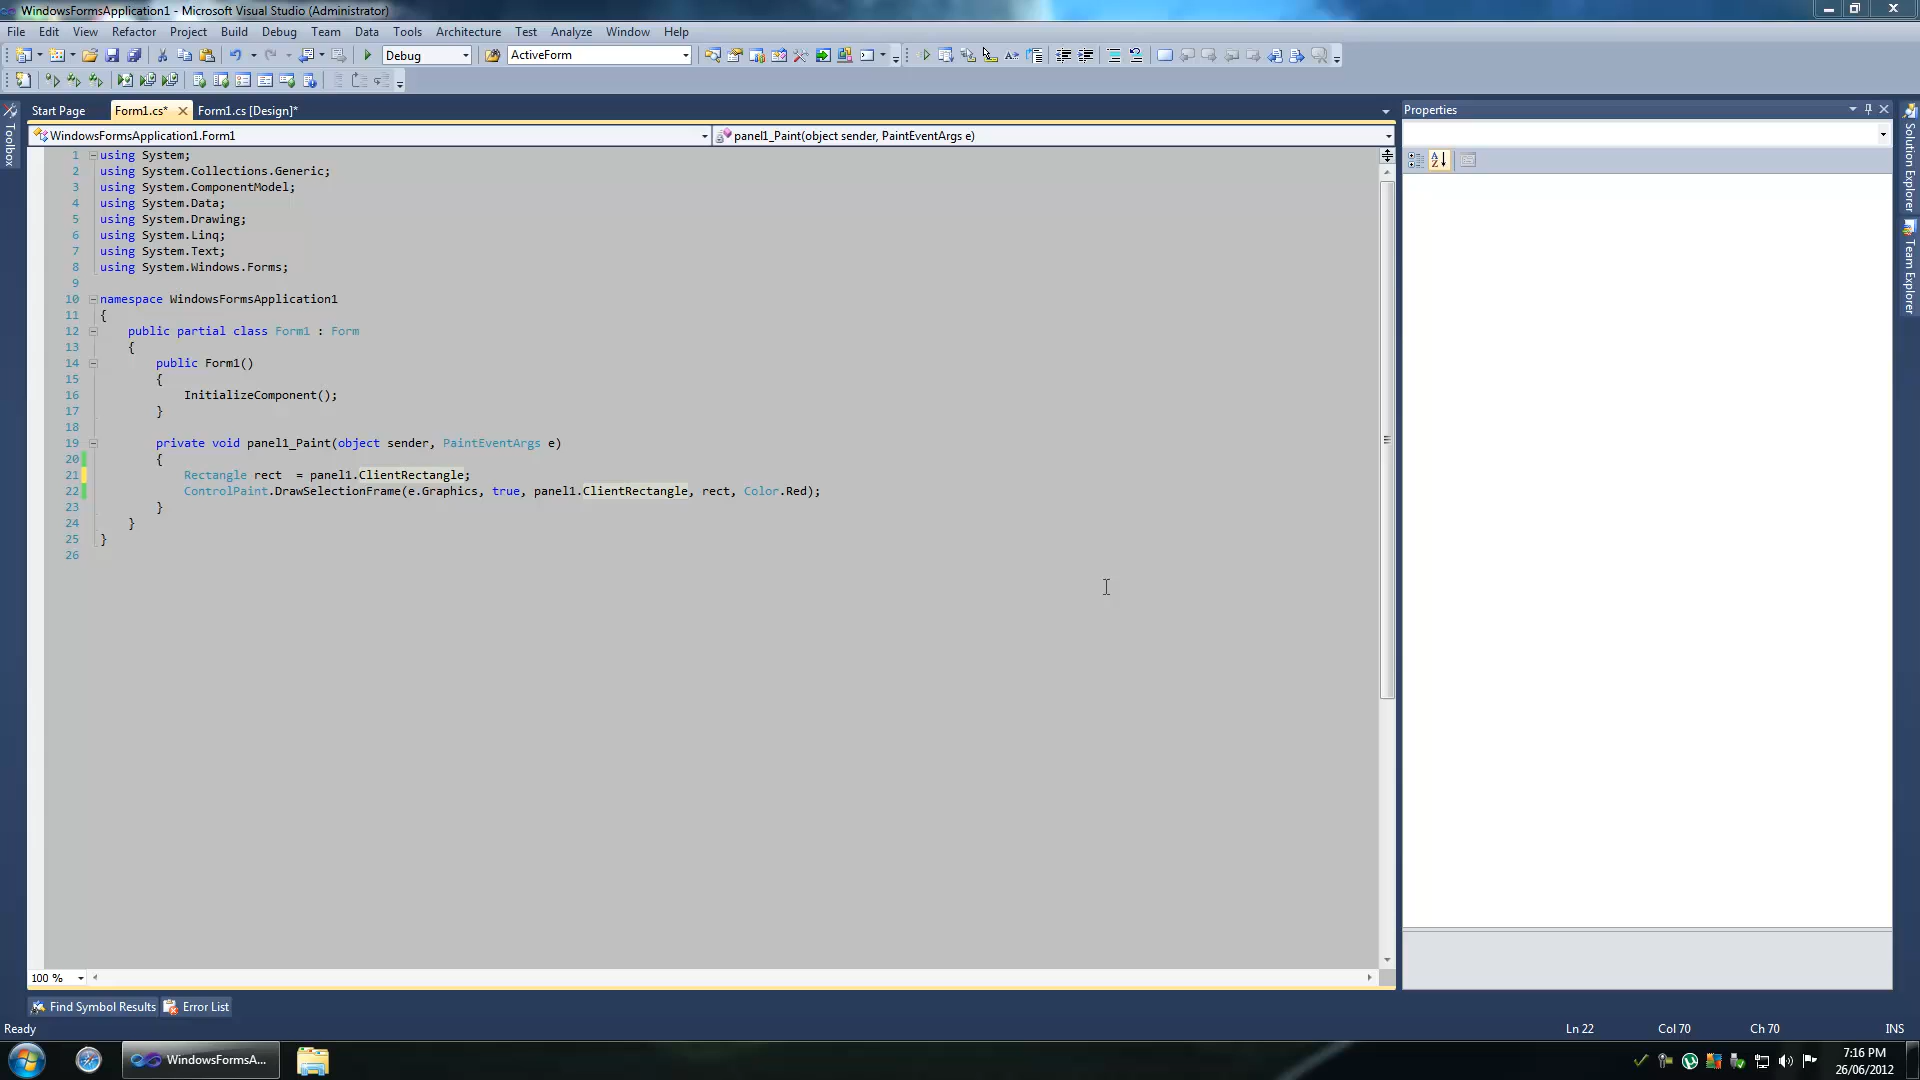 WindowsFormsApplication1 - Microsoft Visual Studio (Administrator)
File Edit View Refactor Project Build Debug Team Data Tools Architecture Test Analyze Window Help
Debug ActiveForm
Start Page Form1.cs* Form1.cs [Design]*
Properties
WindowsFormsApplication1.Form1 panel1_Paint(object sender, PaintEventArgs e)
Toolbox
Solution Explorer
Team Explorer
1 using System;
2 using System.Collections.Generic;
3 using System.ComponentModel;
4 using System.Data;
5 using System.Drawing;
6 using System.Linq;
7 using System.Text;
8 using System.Windows.Forms;
9
10 namespace WindowsFormsApplication1
11 {
12 public partial class Form1 : Form
13 {
14 public Form1()
15 {
16 InitializeComponent();
17 }
18
19 private void panel1_Paint(object sender, PaintEventArgs e)
20 {
21 Rectangle rect  = panel1.ClientRectangle;
22 ControlPaint.DrawSelectionFrame(e.Graphics, true, panel1.ClientRectangle, rect, Color.Red);
23 }
24 }
25 }
26
100 %
Find Symbol Results Error List
Ready Ln 22 Col 70 Ch 70 INS
WindowsFormsA... 7:16 PM
26/06/2012